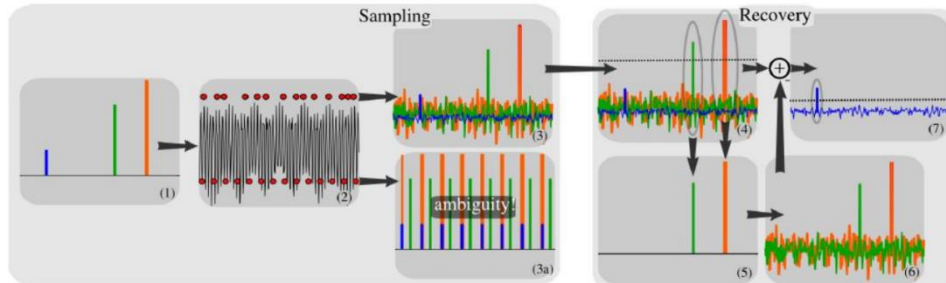 Sampling
Recovery
(1)
(2)
(3)
(3a)
ambiguity!
(4)
(5)
(6)
(7)
+
-